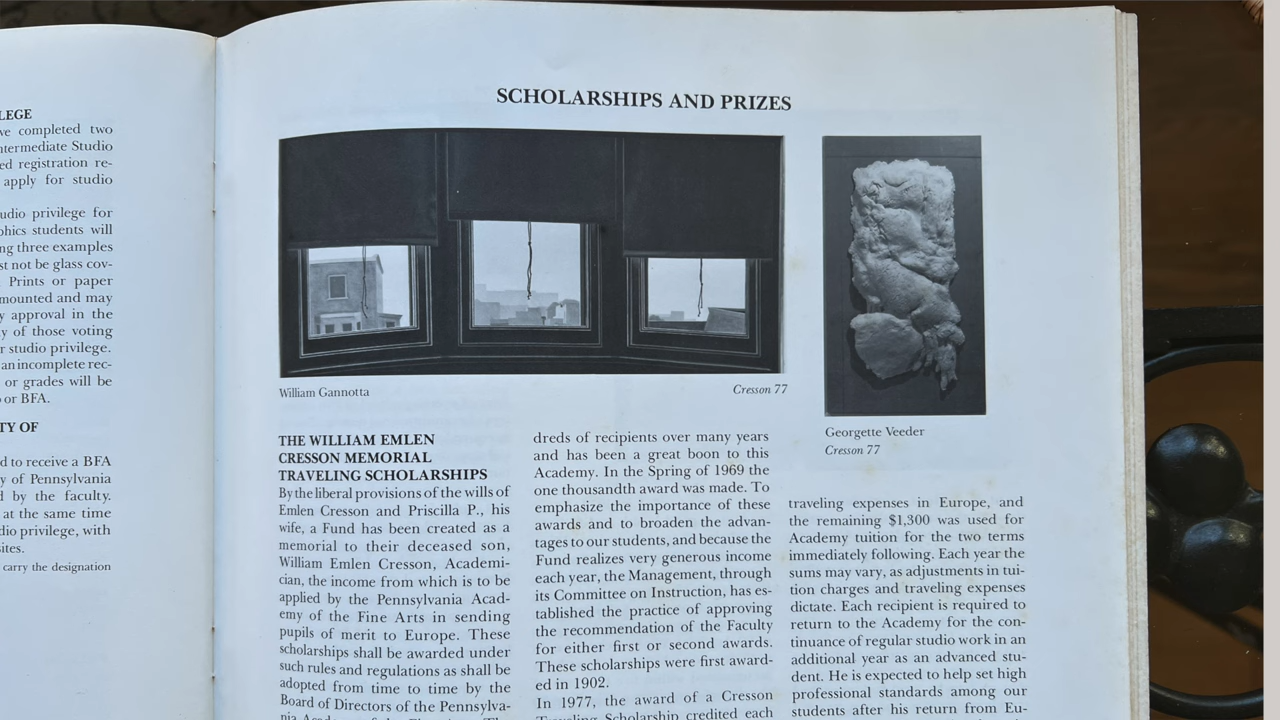 LEGE
ve completed two
ntermediate Studio
ed registration re-
apply for studio
udio privilege for
phics students will
ng three examples
st not be glass cov-
Prints or paper
mounted and may
y approval in the
y of those voting
r studio privilege.
an incomplete rec-
or grades will be
o or BFA.
TY OF
d to receive a BFA
y of Pennsylvania
d by the faculty.
at the same time
dio privilege, with
sites.
carry the designation
SCHOLARSHIPS AND PRIZES
William Gannotta
Cresson 77
Georgette Veeder
Cresson 77
THE WILLIAM EMLEN
CRESSON MEMORIAL
TRAVELING SCHOLARSHIPS
By the liberal provisions of the wills of
Emlen Cresson and Priscilla P., his
wife, a Fund has been created as a
memorial to their deceased son,
William Emlen Cresson, Academi-
cian, the income from which is to be
applied by the Pennsylvania Acad-
emy of the Fine Arts in sending
pupils of merit to Europe. These
scholarships shall be awarded under
such rules and regulations as shall be
adopted from time to time by the
Board of Directors of the Pennsylva-
dreds of recipients over many years
and has been a great boon to this
Academy. In the Spring of 1969 the
one thousandth award was made. To
emphasize the importance of these
awards and to broaden the advan-
tages to our students, and because the
Fund realizes very generous income
each year, the Management, through
its Committee on Instruction, has es-
tablished the practice of approving
the recommendation of the Faculty
for either first or second awards.
These scholarships were first award-
ed in 1902.
In 1977, the award of a Cresson
Traveling Scholarship credited each
traveling expenses in Europe, and
the remaining $1,300 was used for
Academy tuition for the two terms
immediately following. Each year the
sums may vary, as adjustments in tui-
tion charges and traveling expenses
dictate. Each recipient is required to
return to the Academy for the con-
tinuance of regular studio work in an
additional year as an advanced stu-
dent. He is expected to help set high
professional standards among our
students after his return from Eu-